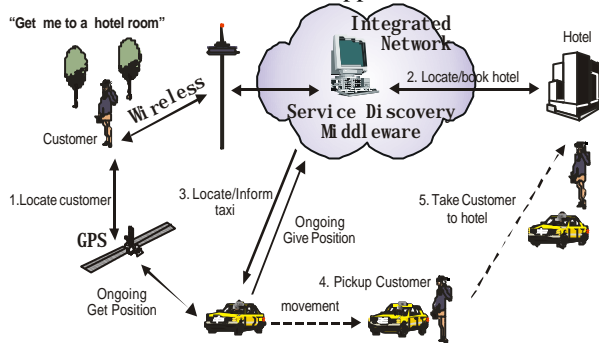 "Get me to a hotel room"
Integrated
Network
Hotel
Wireless
2. Locate/book hotel
Service Discovery
Middleware
Customer
1.Locate customer
3. Locate/Inform
taxi
Ongoing
Give Position
5. Take Customer
to hotel
GPS
4. Pickup Customer
Ongoing
Get Position
movement